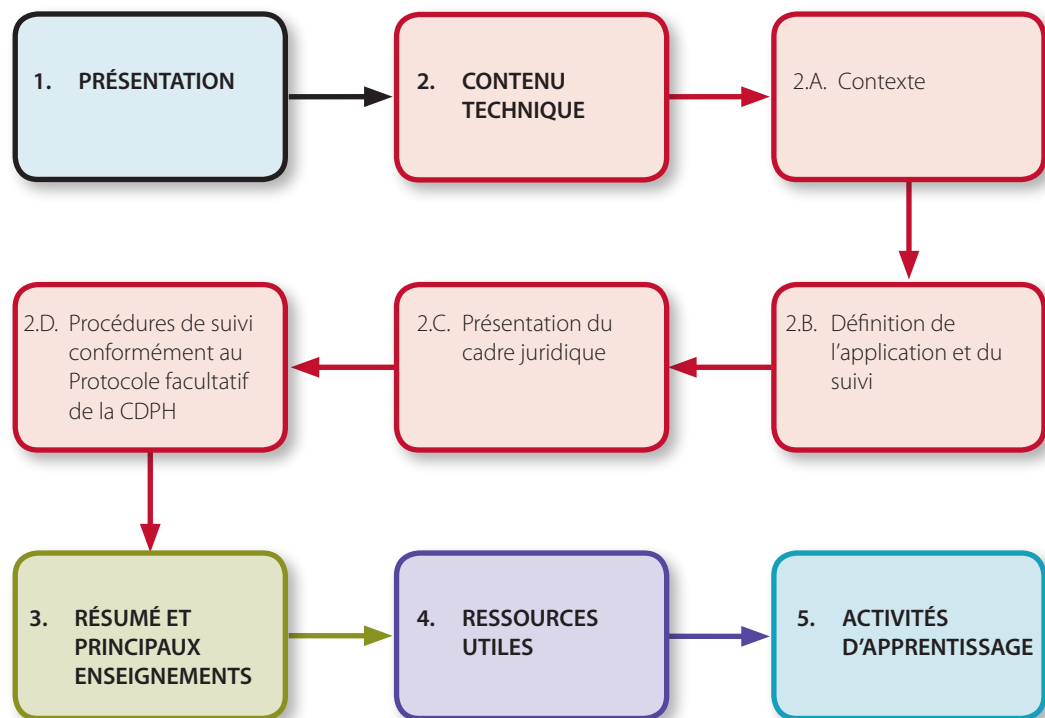 1. PRÉSENTATION
2. CONTENU
TECHNIQUE
2.A. Contexte
2.B. Définition de
l'application et du
suivi
2.C. Présentation du
cadre juridique
2.D. Procédures de suivi
conformément au
Protocole facultatif
de la CDPH
3. RÉSUMÉ ET
PRINCIPAUX
ENSEIGNEMENTS
4. RESSOURCES
UTILES
5. ACTIVITÉS
D'APPRENTISSAGE